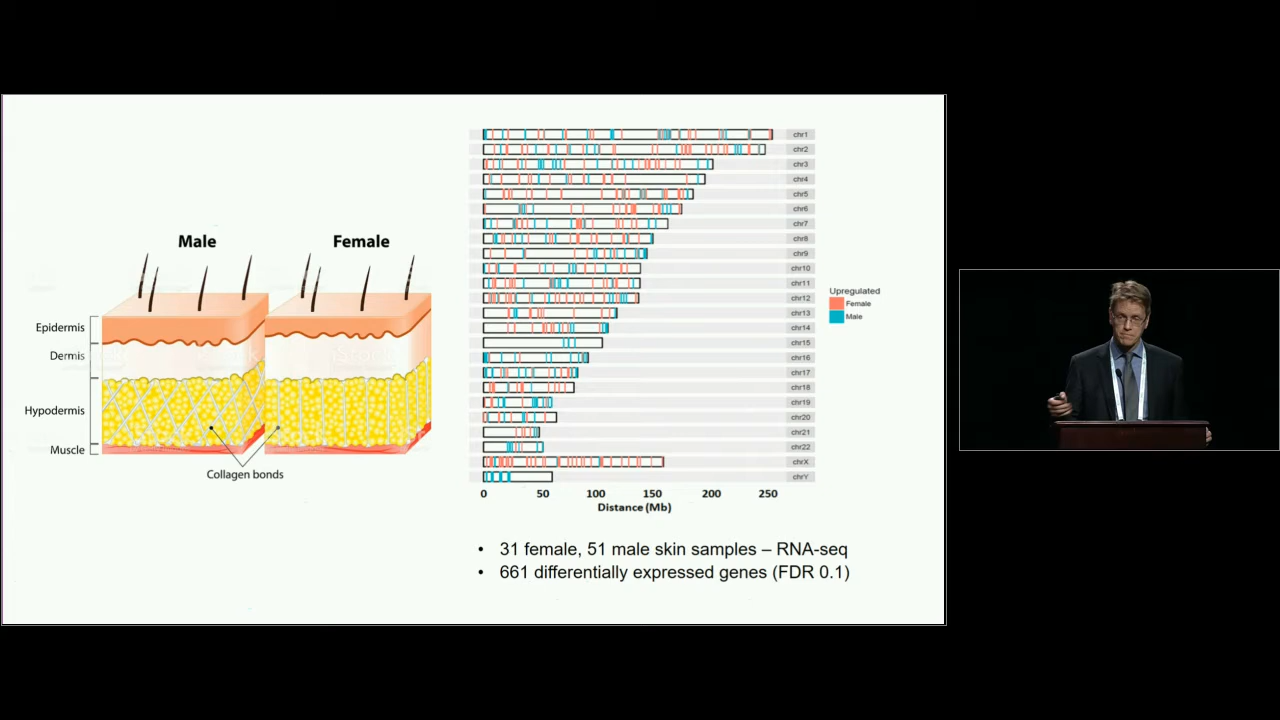 Male
Female
Epidermis
Dermis
Hypodermis
Muscle
Collagen bonds
chr1
chr2
chr3
chr4
chr5
chr6
chr7
chr8
chr9
chr10
chr11
chr12
chr13
chr14
chr15
chr16
chr17
chr18
chr19
chr20
chr21
chr22
chrX
chrY
0 50 100 150 200 250
Distance (Mb)
Upregulated
Female
Male
• 31 female, 51 male skin samples – RNA-seq
• 661 differentially expressed genes (FDR 0.1)